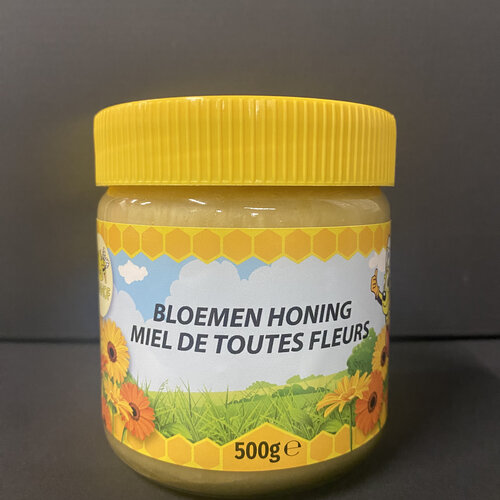 BLOEMEN HONING
MIEL DE TOUTES FLEURS
500g℮